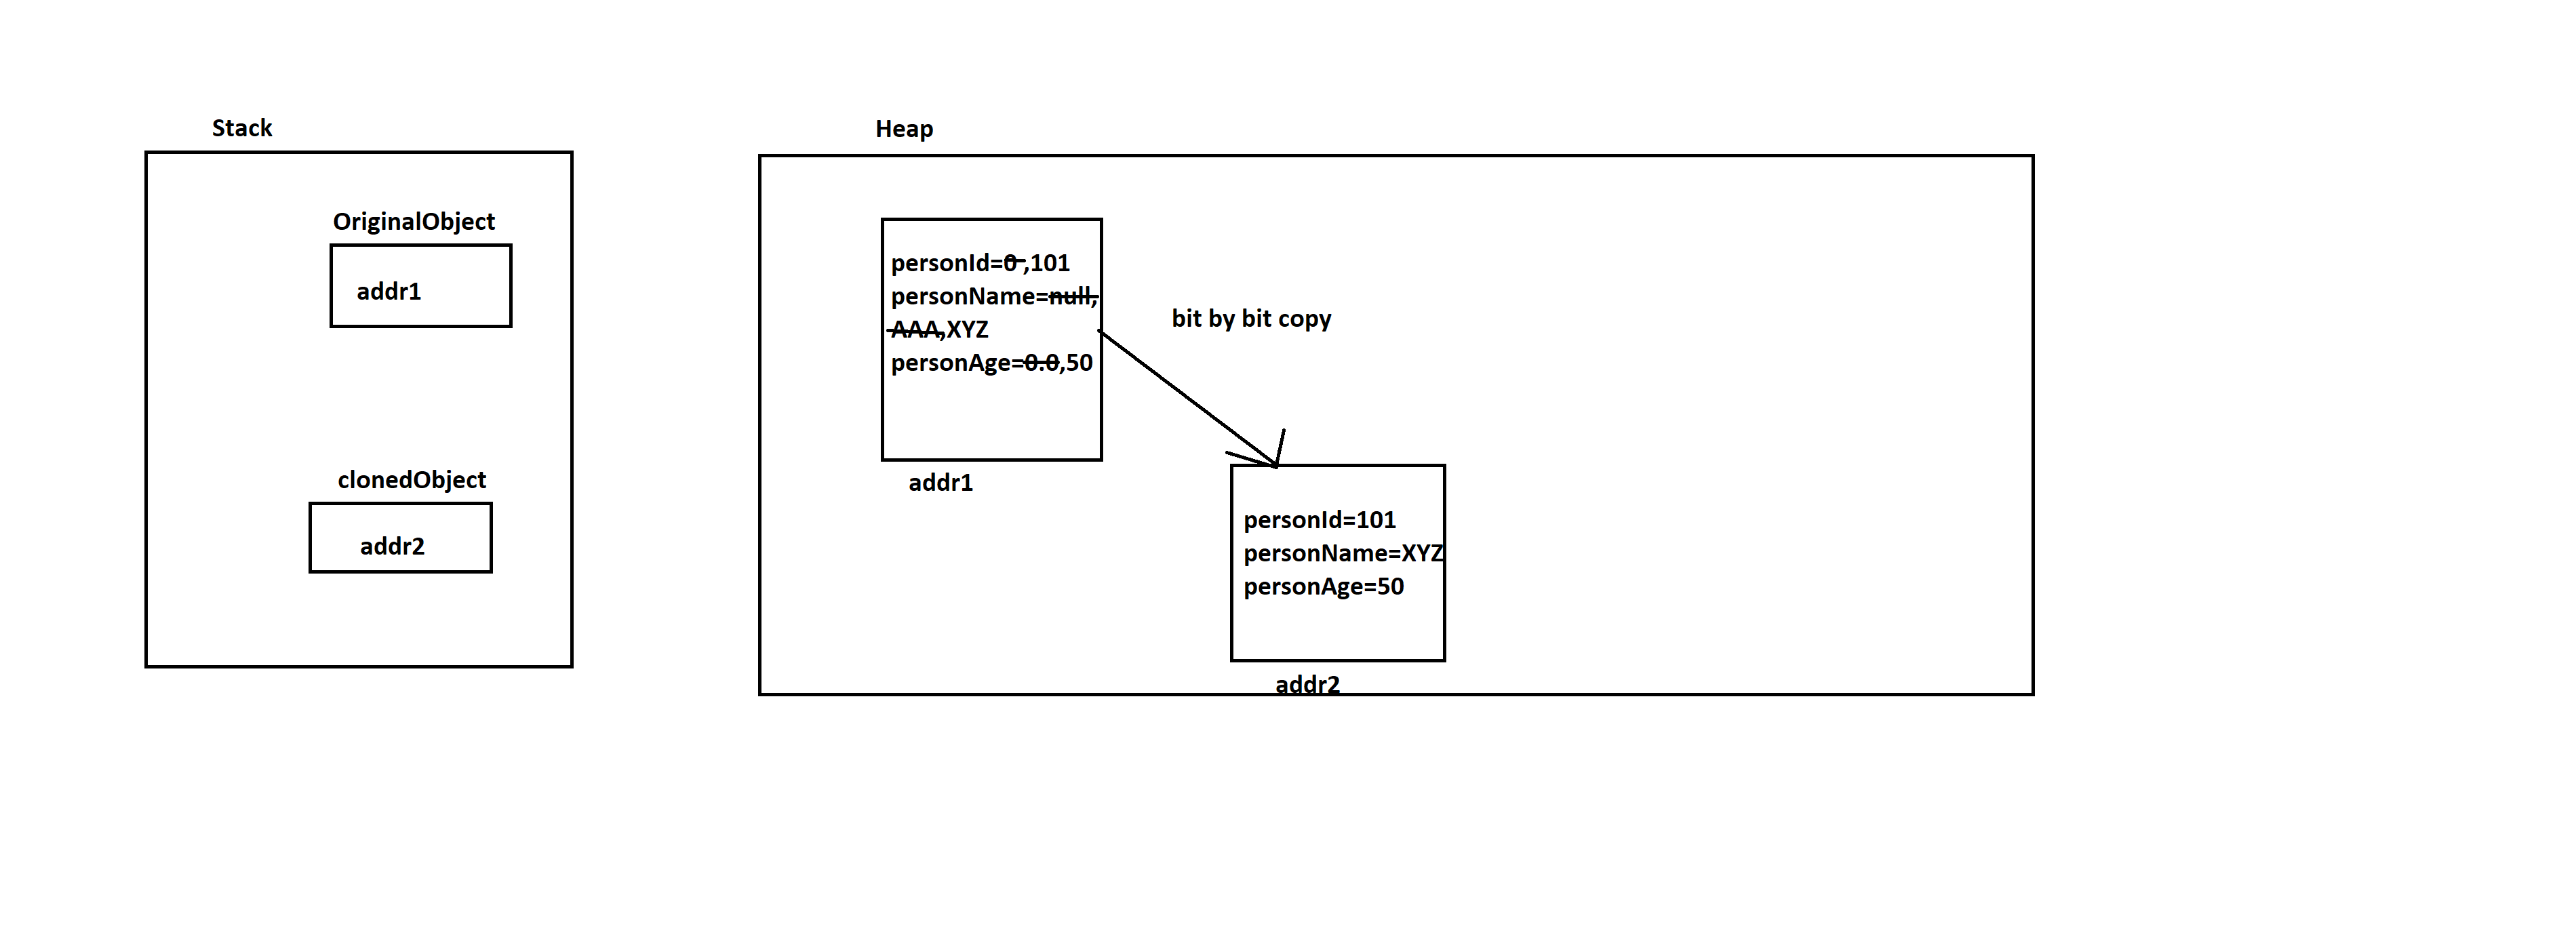 Stack
OriginalObject
addr1
clonedObject
addr2
Heap
personId=0 ,101
personName=null,
AAA,XYZ
personAge=0.0,50
addr1
bit by bit copy
personId=101
personName=XYZ
personAge=50
addr2